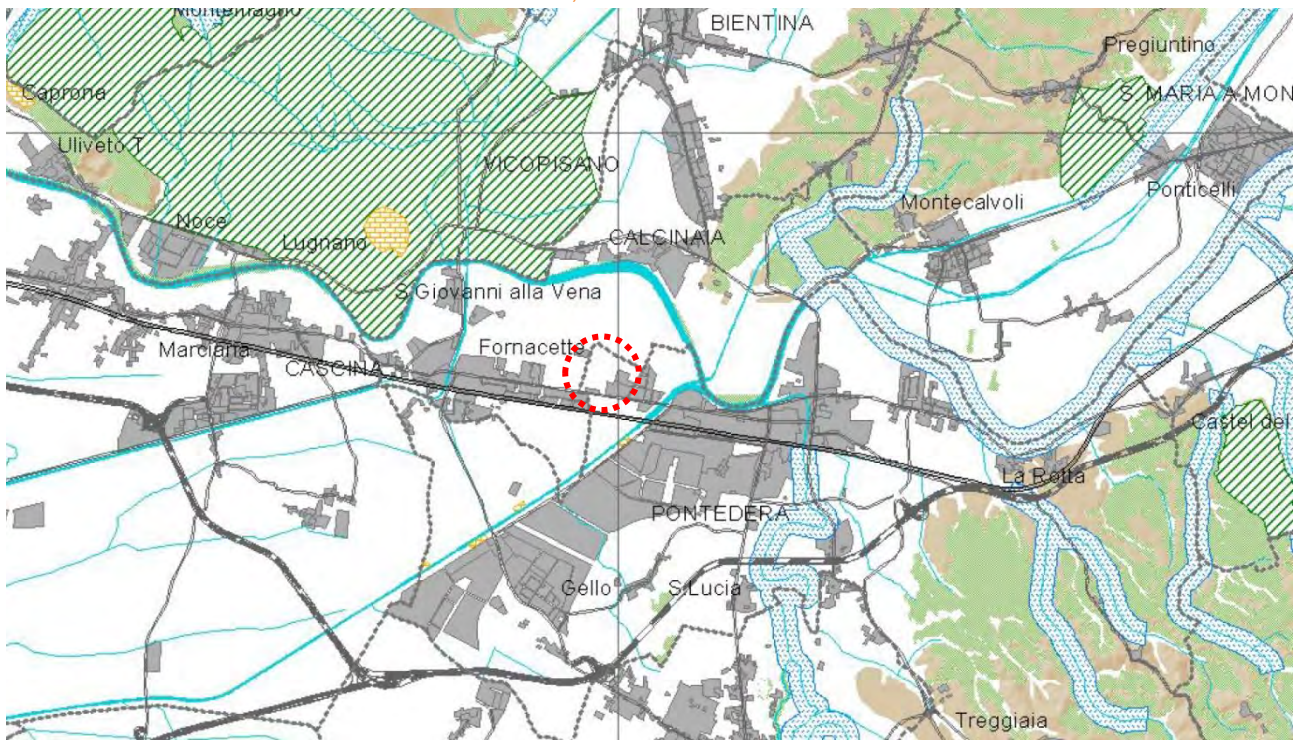 Montemagno
BIENTINA
Pregiuntino
Caprona
S. MARIA A MON
Uliveto T
VICOPISANO
Ponticelli
Montecalvoli
Noce
Lugnano
CALCINAIA
S.Giovanni alla Vena
Marciana
Fornacette
CASCINA
Castel del
La Rotta
PONTEDERA
Gello
S.Lucia
Treggiaia